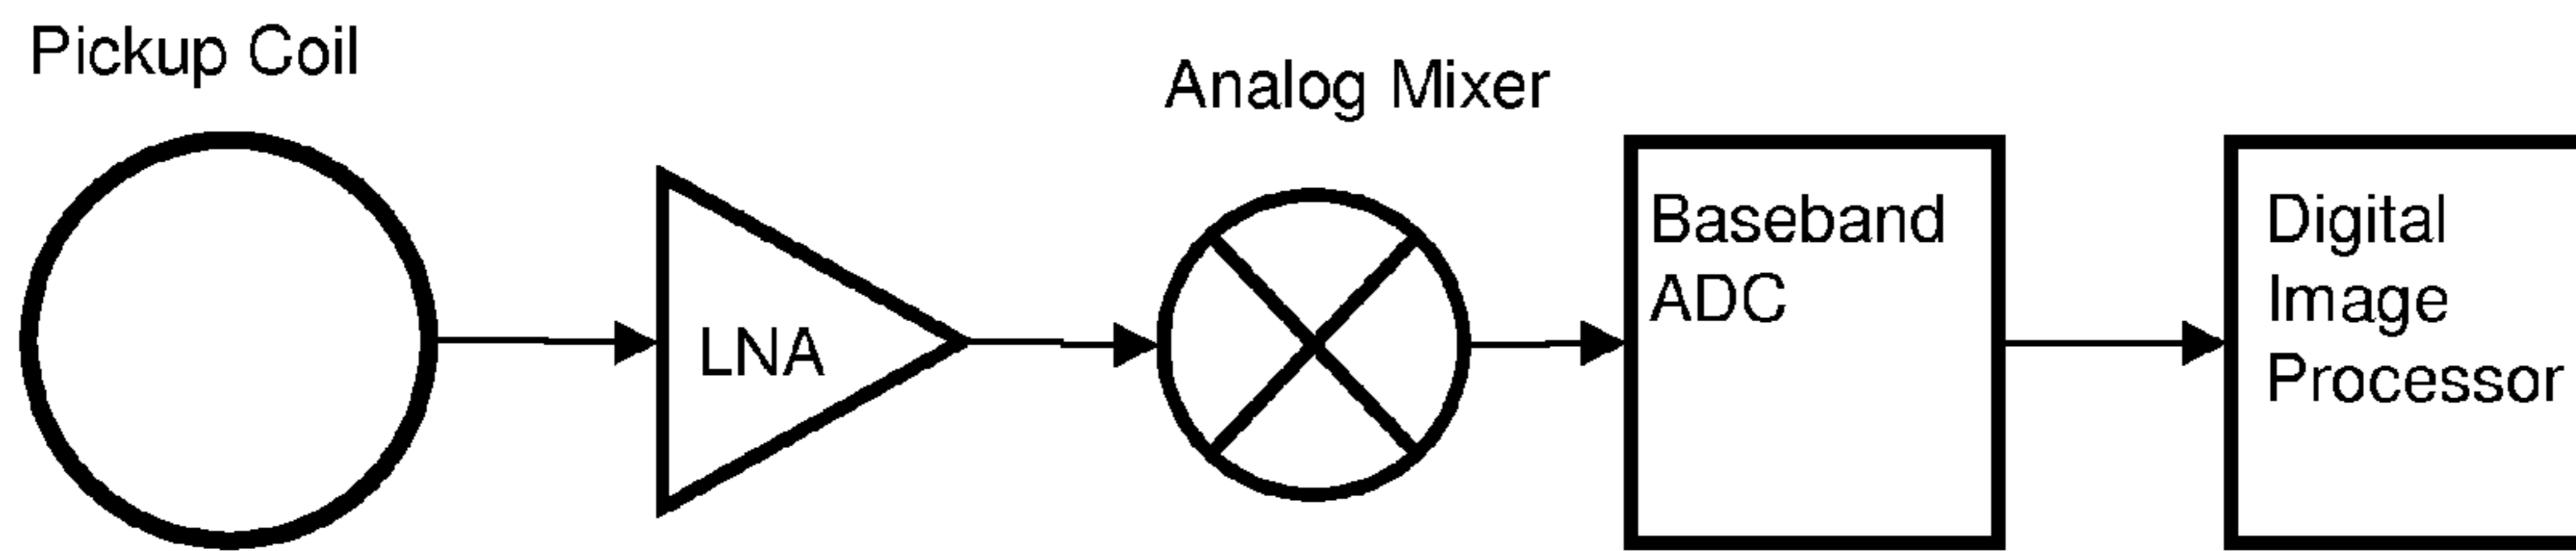 Pickup Coil
LNA
Analog Mixer
Baseband
ADC
Digital
Image
Processor